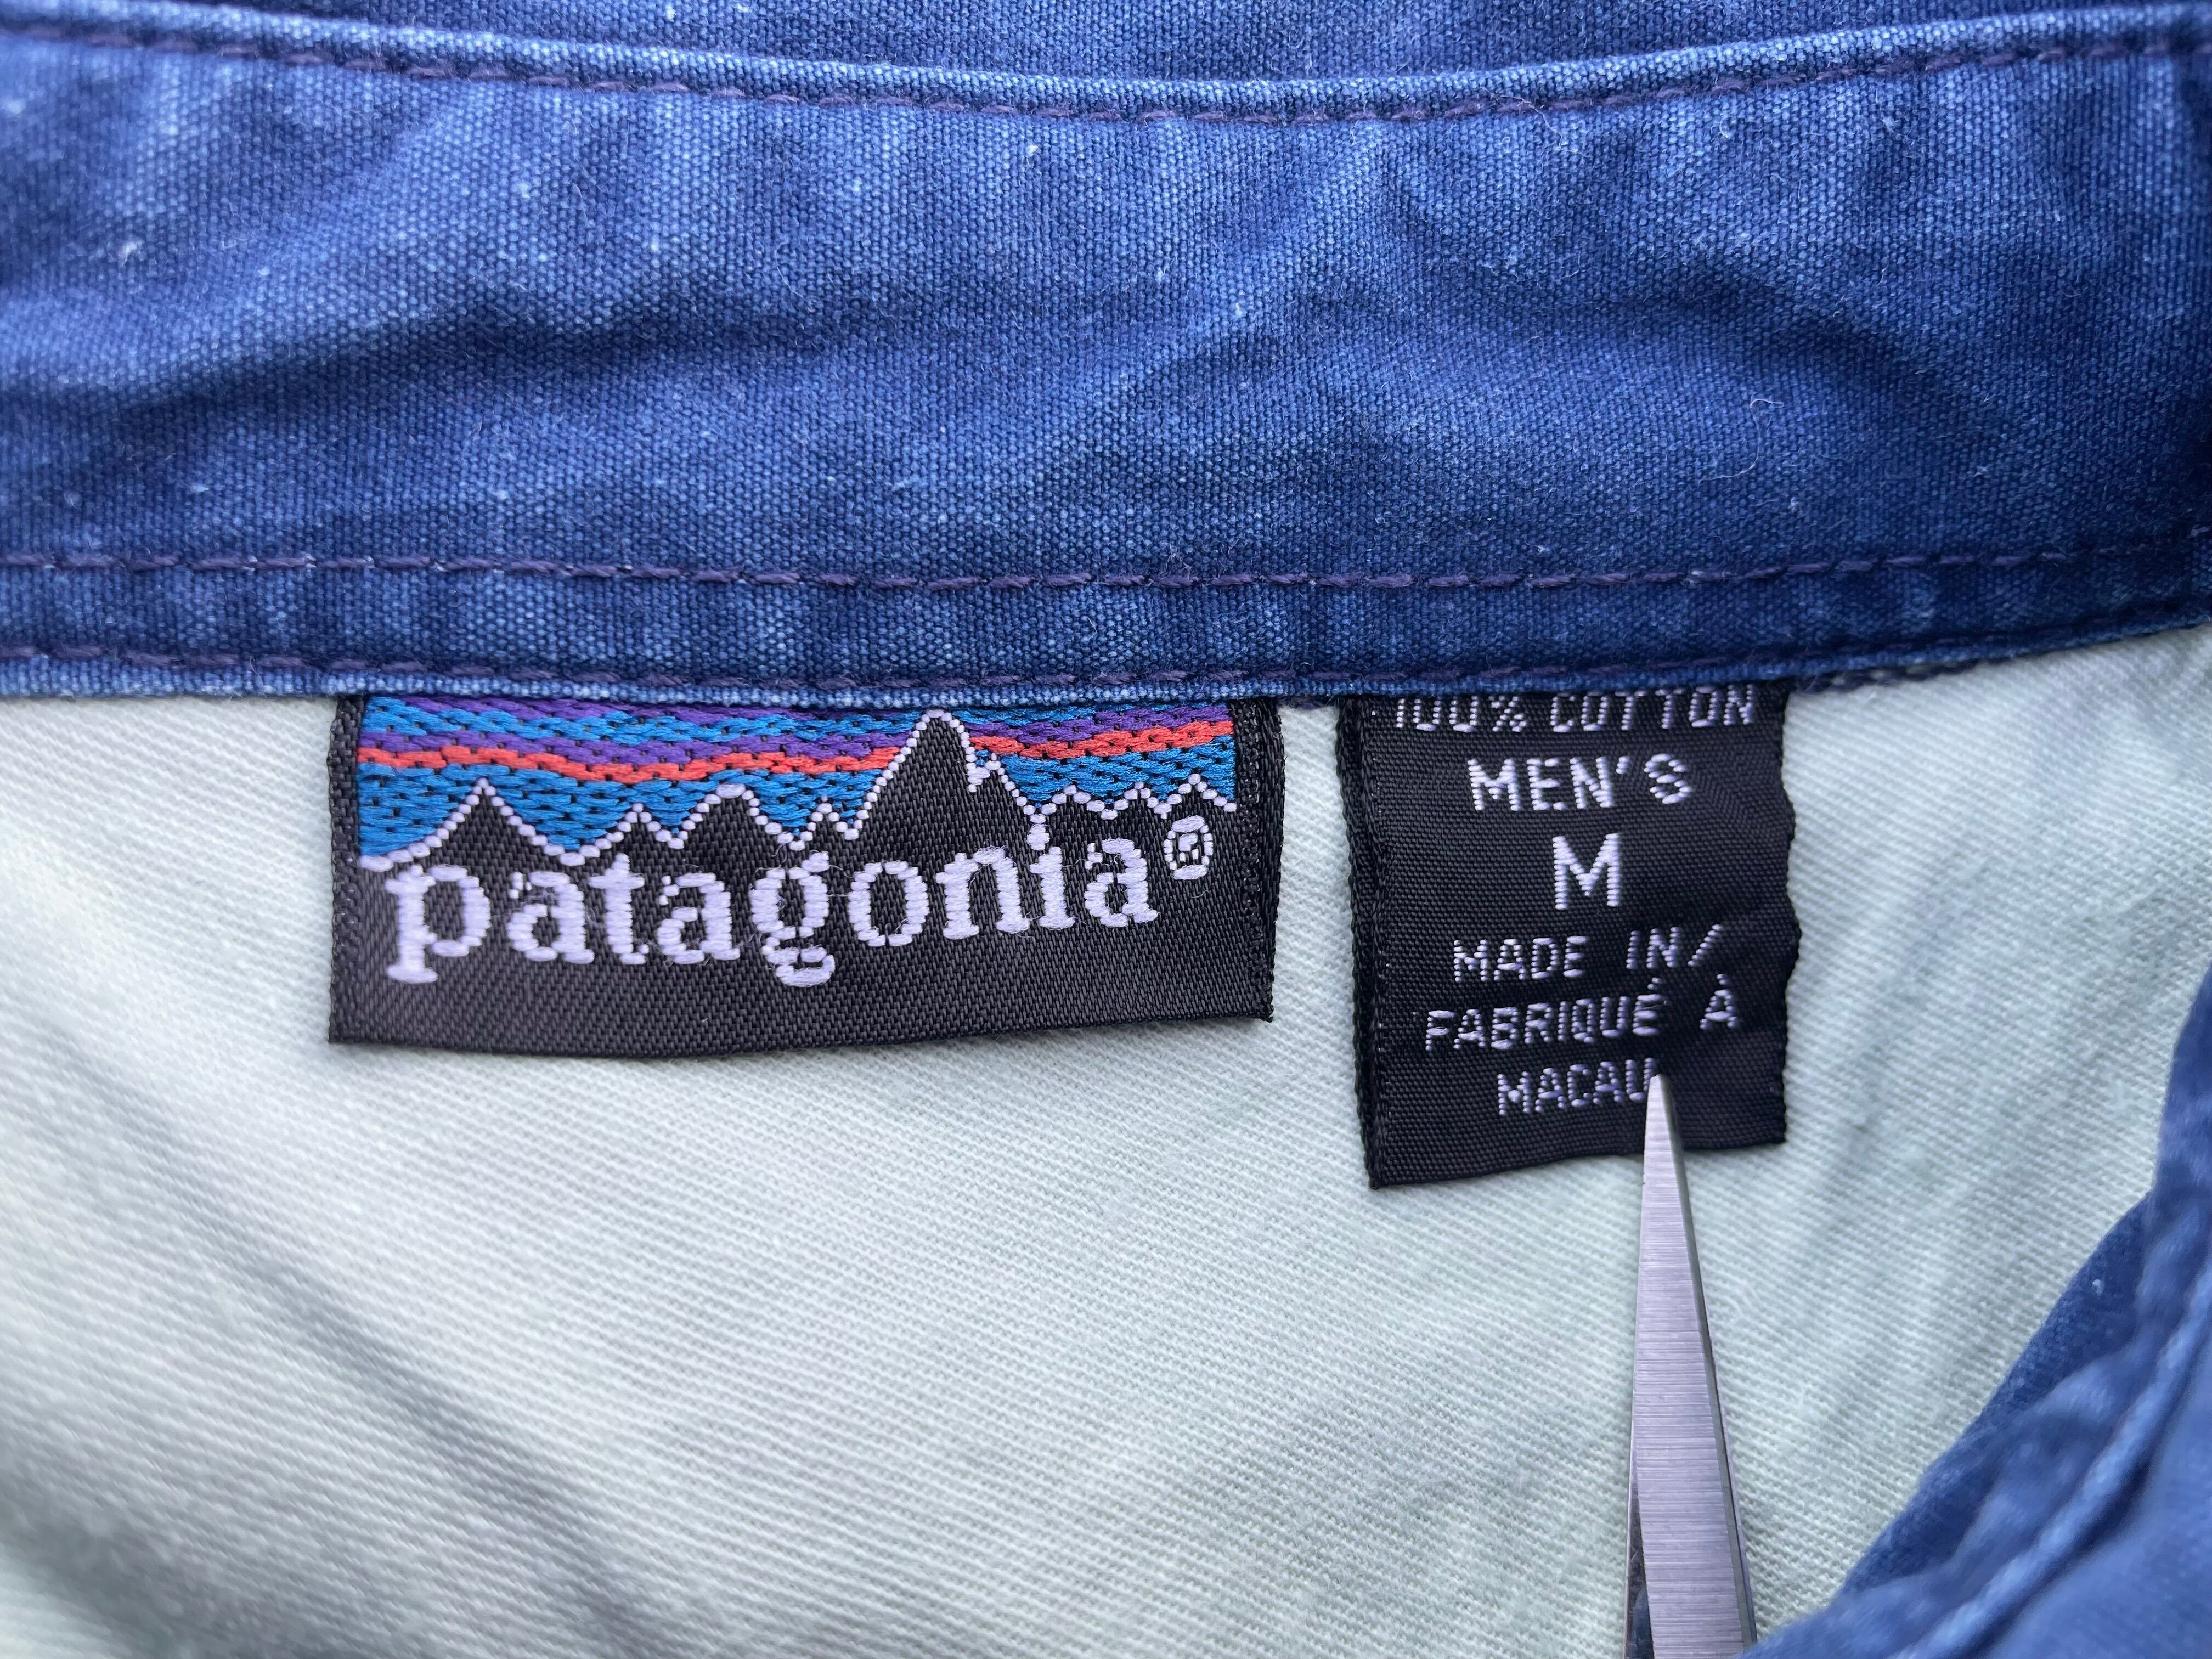 patagonia®
100% COTTON
MEN'S
M
MADE IN/
FABRIQUÉ À
MACAU